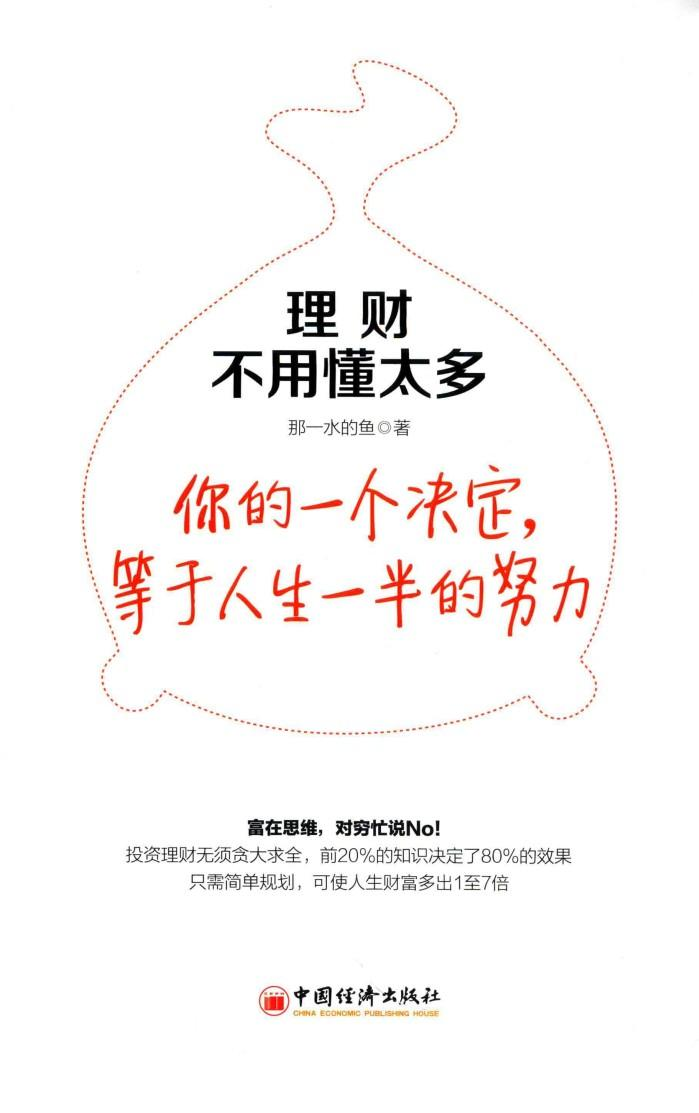 理财
不用懂太多
那一水的鱼◎著
你的一个决定，
等于人生一半的努力
富在思维，对穷忙说No!
投资理财无须贪大求全，前20%的知识决定了80%的效果
只需简单规划，可使人生财富多出1至7倍
中国经济出版社
CHINA ECONOMIC PUBLISHING HOUSE